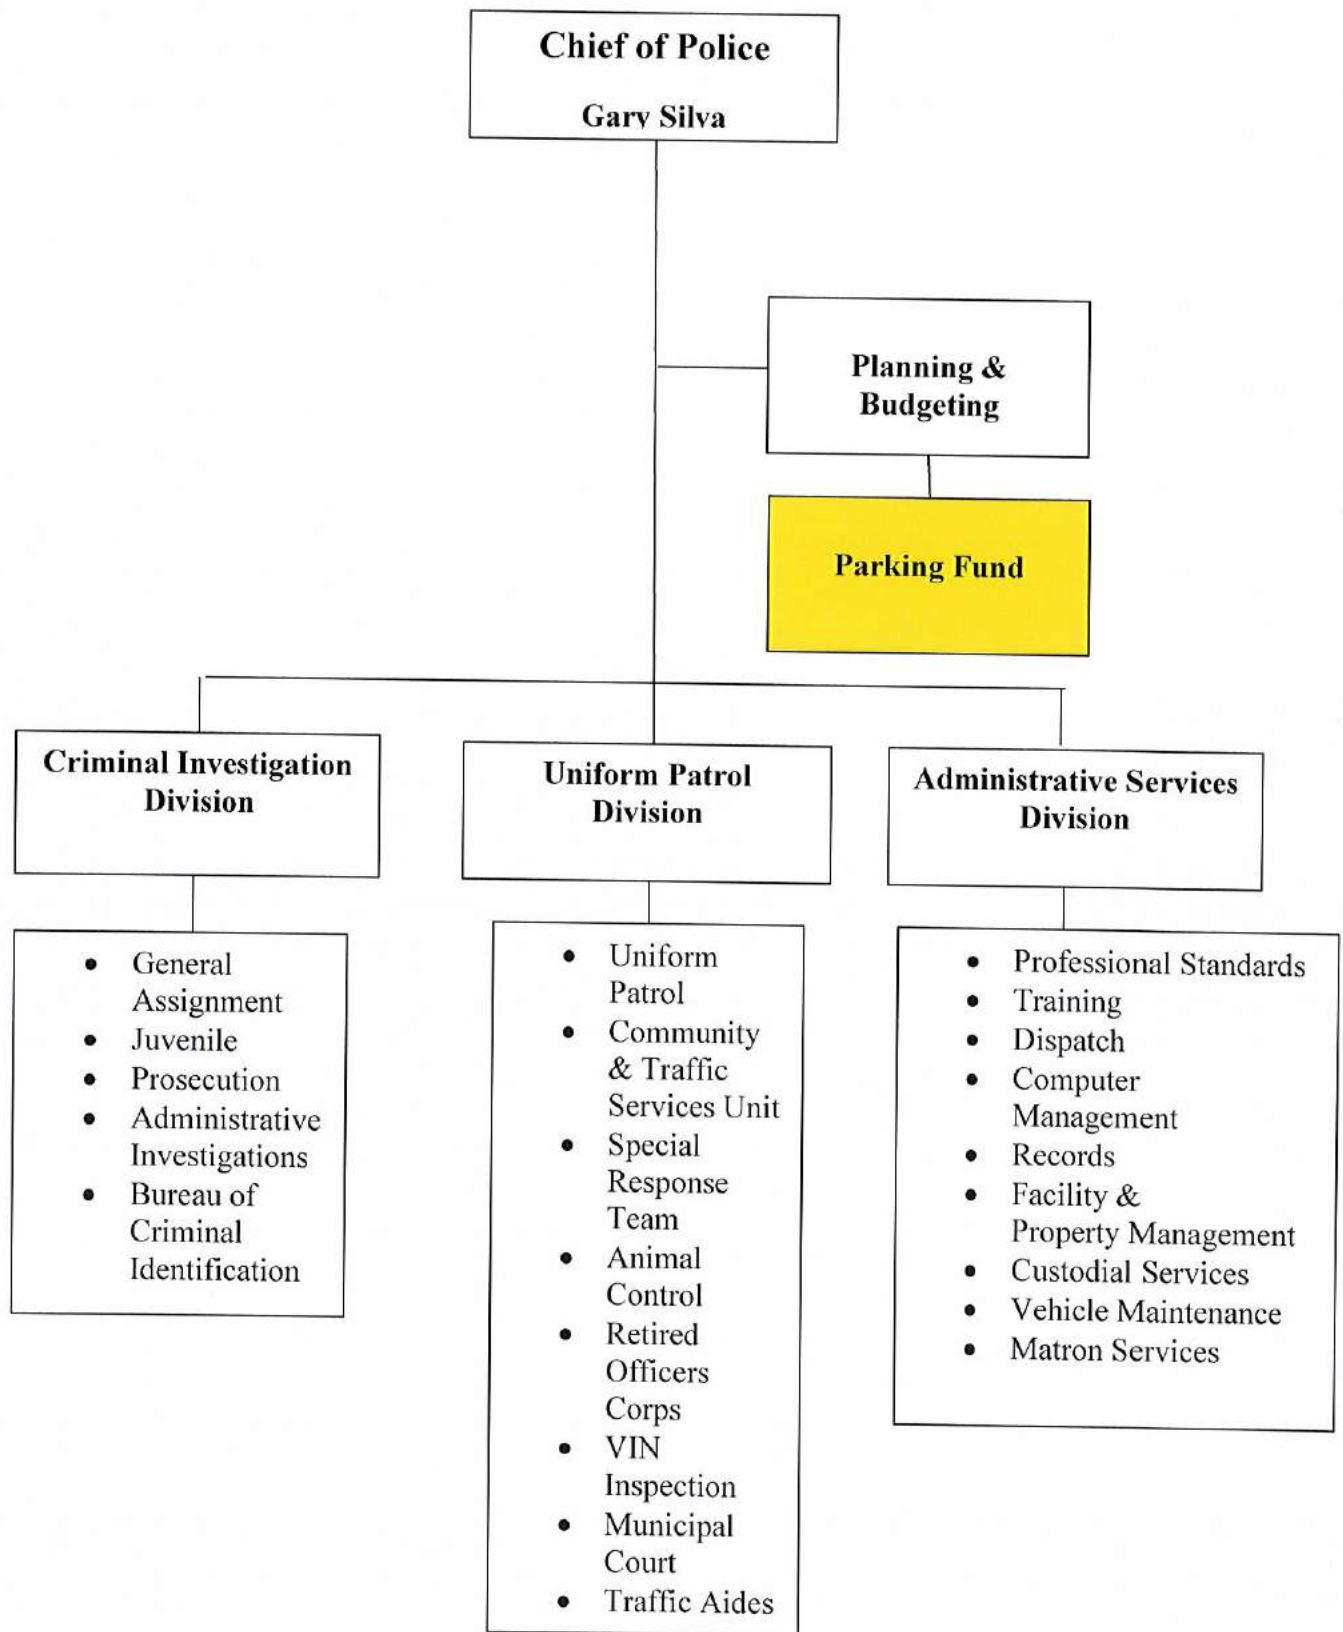 Chief of Police
Gary Silva
Planning &
Budgeting
Parking Fund
Criminal Investigation
Division
Uniform Patrol
Division
Administrative Services
Division
• General
Assignment
• Juvenile
• Prosecution
• Administrative
Investigations
• Bureau of
Criminal
Identification
• Uniform
Patrol
• Community
& Traffic
Services Unit
• Special
Response
Team
• Animal
Control
• Retired
Officers
Corps
• VIN
Inspection
• Municipal
Court
• Traffic Aides
• Professional Standards
• Training
• Dispatch
• Computer
Management
• Records
• Facility &
Property Management
• Custodial Services
• Vehicle Maintenance
• Matron Services